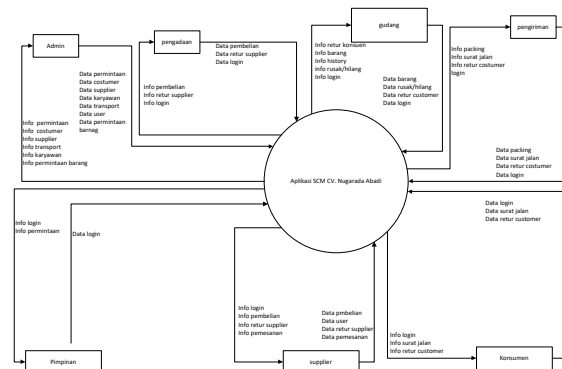 Admin
pengadaan
gudang
pengiriman
Data pembelian
Data retur supplier
Data login
Info retur konsuen
Info barang
Info history
Info rusak/hilang
Info login
Info packing
Info surat jalan
Info retur costumer
login
Data permintaan
Data costumer
Data supplier
Data karyawan
Data transport
Data user
Data permintaan
barnag
Info pembelian
Info retur supplier
Info login
Data barang
Data rusak/hilang
Data retur customer
Data login
Info permintaan
Info costumer
Info supplier
Info transport
Info karyawan
Info permintaan barang
Aplikasi SCM CV. Nugarada Abadi
Data packing
Data surat jalan
Data retur costumer
Data login
Data login
Data surat jalan
Data retur customer
Info login
Info permintaan
Data login
Info login
Info pembelian
Info retur supplier
Info pemesanan
Data pmbelian
Data user
Data retur supplier
Data pemesanan
Info login
Info surat jalan
Info retur customer
Pimpinan
supplier
Konsumen